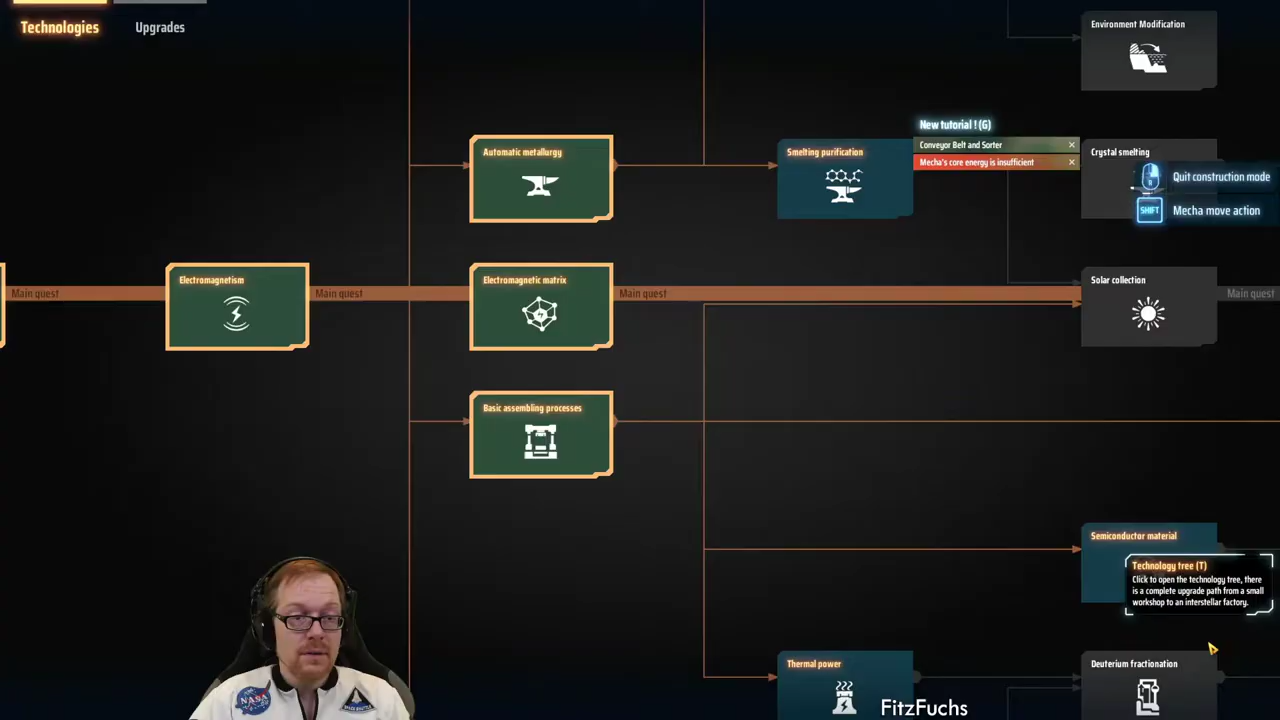 Technologies
Upgrades
Environment Modification
New tutorial ! (G)
Conveyor Belt and Sorter
Mecha's core energy is insufficient
Automatic metallurgy
Smelting purification
Crystal smelting
Quit construction mode
SHIFT
Mecha move action
Electromagnetism
Electromagnetic matrix
Solar collection
Main quest
Main quest
Main quest
Main quest
Basic assembling processes
Semiconductor material
Technology tree (T)
Click to open the technology tree, there
is a complete upgrade path from a small
workshop to an interstellar factory.
Thermal power
Deuterium fractionation
NASA
FitzFuchs